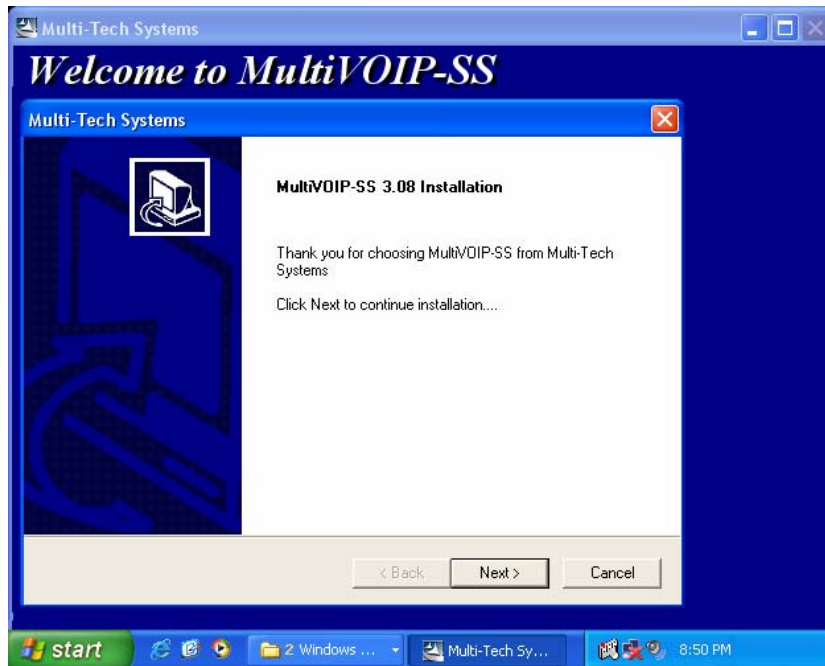 Multi-Tech Systems
Welcome to MultiVOIP-SS
Multi-Tech Systems
MultiVOIP-SS 3.08 Installation
Thank you for choosing MultiVOIP-SS from Multi-Tech
Systems
Click Next to continue installation....
< Back
Next >
Cancel
start
2 Windows ...
Multi-Tech Sy...
8:50 PM